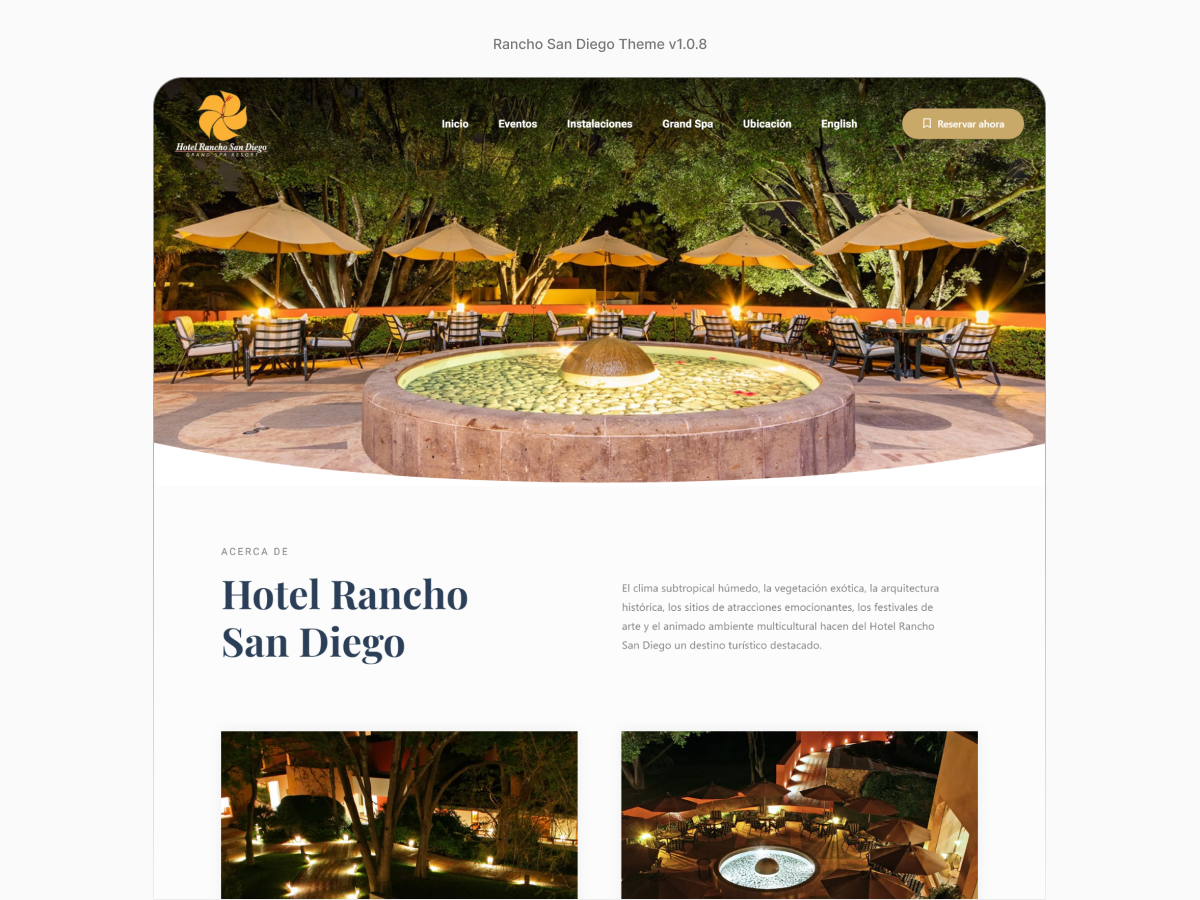 Rancho San Diego Theme v1.0.8
Hotel Rancho San Diego
GRAND SPA RESORT
Inicio
Eventos
Instalaciones
Grand Spa
Ubicación
English
Reservar ahora
ACERCA DE
Hotel Rancho
San Diego
El clima subtropical húmedo, la vegetación exótica, la arquitectura
histórica, los sitios de atracciones emocionantes, los festivales de
arte y el animado ambiente multicultural hacen del Hotel Rancho
San Diego un destino turístico destacado.